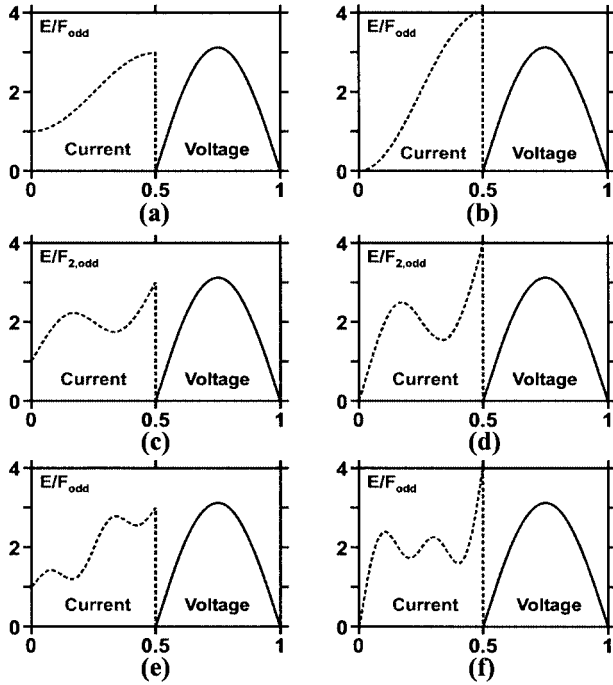 4 E/F_odd
2
Current Voltage
0
0 0.5 1
(a)
4 E/F_odd
2
Current Voltage
0
0 0.5 1
(b)
4 E/F_2,odd
2
Current Voltage
0
0 0.5 1
(c)
4 E/F_2,odd
2
Current Voltage
0
0 0.5 1
(d)
4 E/F_odd
2
Current Voltage
0
0 0.5 1
(e)
4 E/F_odd
2
Current Voltage
0
0 0.5 1
(f)